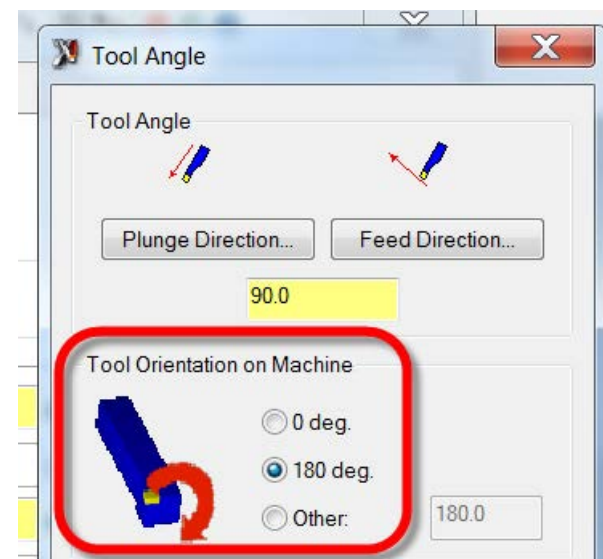 Tool Angle
Tool Angle
Plunge Direction...
Feed Direction...
90.0
Tool Orientation on Machine
0 deg.
180 deg.
Other:
180.0